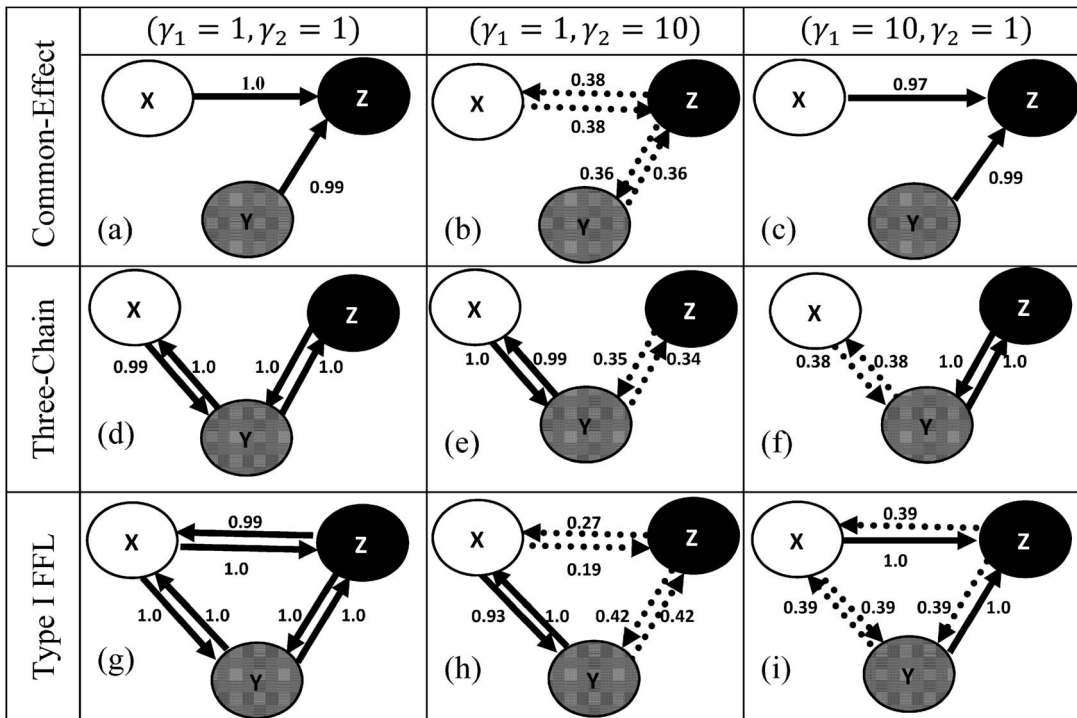 (γ₁ = 1, γ₂ = 1) (γ₁ = 1, γ₂ = 10) (γ₁ = 10, γ₂ = 1)
Common-Effect
X 1.0 Z
0.99
Y
(a)
0.38
X Z
0.38
0.36 0.36
Y
(b)
X 0.97 Z
0.99
Y
(c)
Three-Chain
X Z
0.99 1.0 1.0 1.0
Y
(d)
X Z
1.0 0.99 0.35 0.34
Y
(e)
X Z
0.38 0.38 1.0 1.0
Y
(f)
Type I FFL
0.99
X Z
1.0
1.0 1.0 1.0 1.0
Y
(g)
0.27
X Z
0.19
0.93 1.0 0.42 0.42
Y
(h)
0.39
X Z
1.0
0.39 0.39 0.39 1.0
Y
(i)